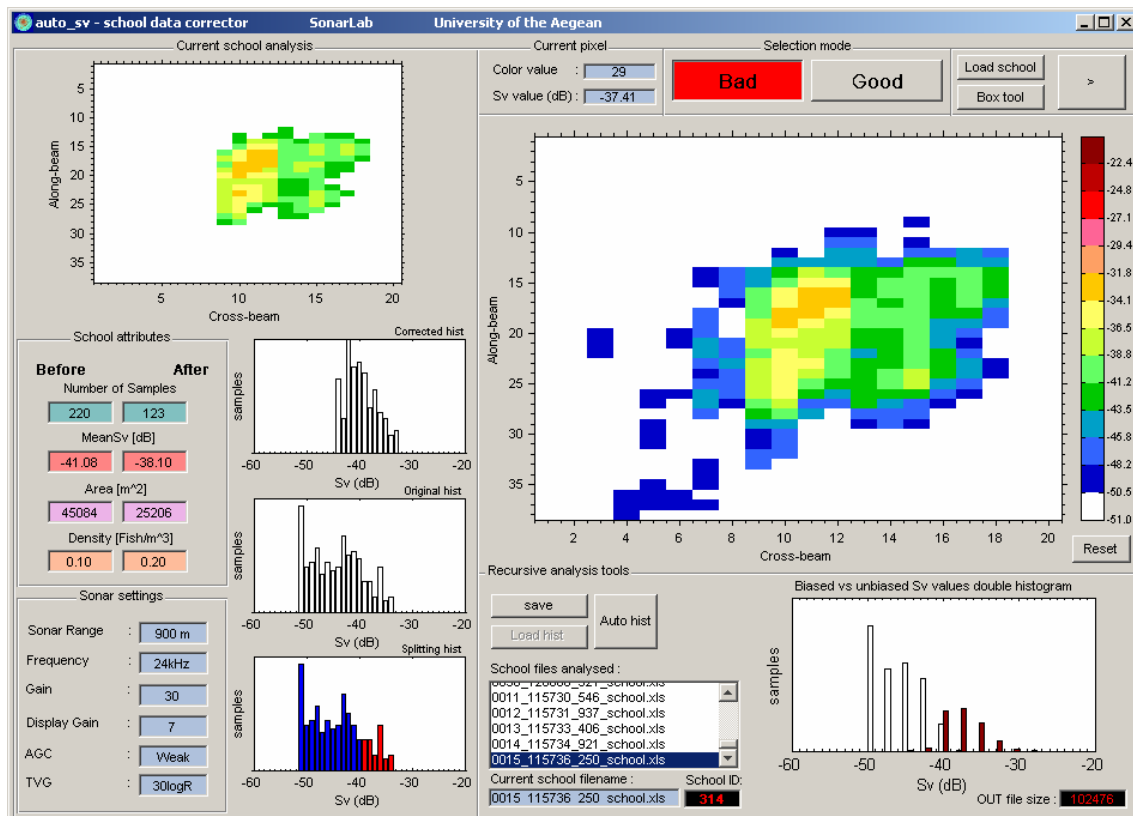 auto_sv - school data corrector SonarLab University of the Aegean
Current school analysis
5
10
15
20
25
30
35
Along-beam
5 10 15 20
Cross-beam
Current pixel
Color value : 29
Sv value (dB) : -37.41
Selection mode
Bad Good
Load school
Box tool
>
School attributes
Before After
Number of Samples
220 123
MeanSv [dB]
-41.08 -38.10
Area [m^2]
45084 25206
Density [Fish/m^3]
0.10 0.20
Sonar settings
Sonar Range : 900 m
Frequency : 24kHz
Gain : 30
Display Gain : 7
AGC : Weak
TVG : 30logR
Corrected hist
samples
-60 -50 -40 -30 -20
Sv (dB)
Original hist
samples
-60 -50 -40 -30 -20
Sv (dB)
Splitting hist
samples
-60 -50 -40 -30 -20
Sv (dB)
5
10
15
20
25
30
35
Along-beam
2 4 6 8 10 12 14 16 18 20
Cross-beam
-22.4
-24.8
-27.1
-29.4
-31.8
-34.1
-36.5
-38.8
-41.2
-43.5
-45.8
-48.2
-50.5
-51.0
Reset
Recursive analysis tools
save
Load hist
Auto hist
School files analysed :
0011_115730_546_school.xls
0012_115731_937_school.xls
0013_115733_406_school.xls
0014_115734_921_school.xls
0015_115736_250_school.xls
Current school filename : School ID:
0015_115736_250_school.xls 314
Biased vs unbiased Sv values double histogram
samples
-60 -50 -40 -30 -20
Sv (dB)
OUT file size : 102476